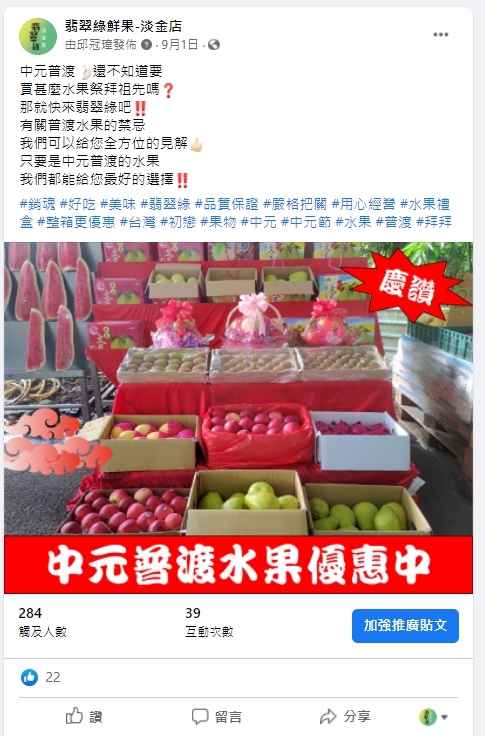 翡翠綠鮮果-淡金店
由邱冠瑋發佈 · 9月1日 ·
中元普渡🌛還不知道要
買甚麼水果祭拜祖先嗎❓
那就快來翡翠綠吧‼️
有關普渡水果的禁忌
我們可以給您全方位的見解👍🏻
只要是中元普渡的水果
我們都能給您最好的選擇‼️
#銷魂 #好吃 #美味 #翡翠綠 #品質保證 #嚴格把關 #用心經營 #水果禮
盒 #整箱更優惠 #台灣 #初戀 #果物 #中元 #中元節 #水果 #普渡 #拜拜
慶讚
中元普渡水果優惠中
284
觸及人數
39
互動次數
加強推廣貼文
22
讚
留言
分享